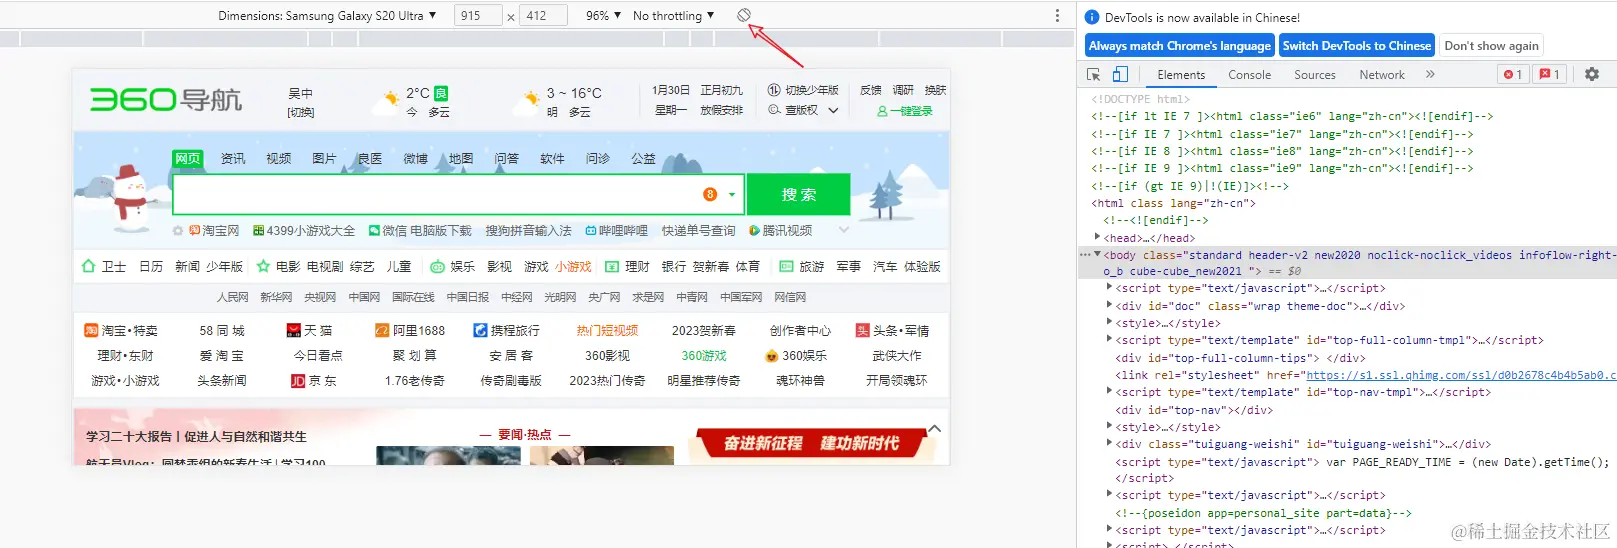 Dimensions: Samsung Galaxy S20 Ultra ▼ 915 × 412 96% ▼ No throttling ▼
360导航
吴中
[切换]
2°C 良
今 多云
3 ~ 16°C
明 多云
1月30日 正月初九
星期一 放假安排
切换少年版
查版权
反馈 调研 换肤
一键登录
网页 资讯 视频 图片 良医 微博 地图 问答 软件 问诊 公益
8 搜索
淘宝网 4399小游戏大全 微信 电脑版下载 搜狗拼音输入法 哔哩哔哩 快递单号查询 腾讯视频
卫士 日历 新闻 少年版 电影 电视剧 综艺 儿童 娱乐 影视 游戏 小游戏 理财 银行 贺新春 体育 旅游 军事 汽车 体验版
人民网 新华网 央视网 中国网 国际在线 中国日报 中经网 光明网 央广网 求是网 中青网 中国军网 网信网
淘宝•特卖 58 同 城 天 猫 阿里1688 携程旅行 热门短视频 2023贺新春 创作者中心 头条•军情
理财•东财 爱 淘 宝 今日看点 聚 划 算 安 居 客 360影视 360游戏 360娱乐 武侠大作
游戏•小游戏 头条新闻 JD 京 东 1.76老传奇 传奇剧毒版 2023热门传奇 明星推荐传奇 魂环神兽 开局领魂环
学习二十大报告丨促进人与自然和谐共生
— 要闻·热点 —
奋进新征程 建功新时代
航天员Vlog：圆梦乘组的新春生活 | 学习100
DevTools is now available in Chinese!
Always match Chrome's language Switch DevTools to Chinese Don't show again
Elements Console Sources Network » 1 1
<!DOCTYPE html>
<!--[if lt IE 7 ]><html class="ie6" lang="zh-cn"><![endif]-->
<!--[if IE 7 ]><html class="ie7" lang="zh-cn"><![endif]-->
<!--[if IE 8 ]><html class="ie8" lang="zh-cn"><![endif]-->
<!--[if IE 9 ]><html class="ie9" lang="zh-cn"><![endif]-->
<!--[if (gt IE 9)|!(IE)]><!-->
<html class lang="zh-cn">
<!--<![endif]-->
<head>…</head>
<body class="standard header-v2 new2020 noclick-noclick_videos infoflow-right-
o_b cube-cube_new2021 "> == $0
<script type="text/javascript">…</script>
<div id="doc" class="wrap theme-doc">…</div>
<style>…</style>
<script type="text/template" id="top-full-column-tmpl">…</script>
<div id="top-full-column-tips"> </div>
<link rel="stylesheet" href="https://s1.ssl.qhimg.com/ssl/d0b2678c4b4b5ab0.c
<script type="text/template" id="top-nav-tmpl">…</script>
<div id="top-nav"></div>
<style>…</style>
<div class="tuiguang-weishi" id="tuiguang-weishi">…</div>
<script type="text/javascript"> var PAGE_READY_TIME = (new Date).getTime();
</script>
<script type="text/javascript">…</script>
<!--{poseidon app=personal_site part=data}-->
<script type="text/javascript">…</script>
@稀土掘金技术社区